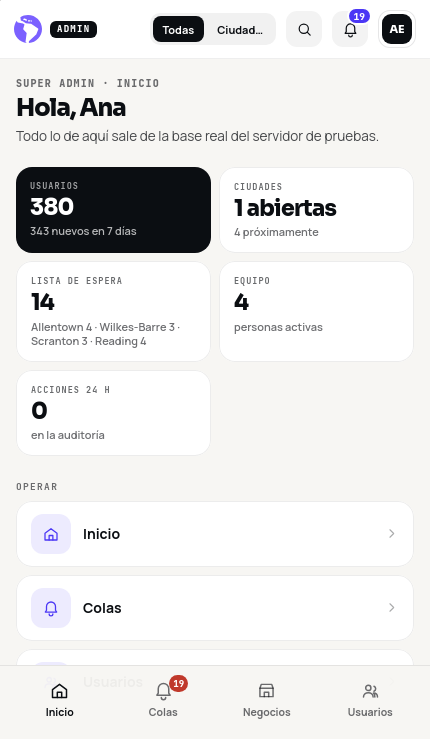 ADMIN
Todas
Ciudad...
19
AE
SUPER ADMIN · INICIO
Hola, Ana
Todo lo de aquí sale de la base real del servidor de pruebas.
USUARIOS
380
343 nuevos en 7 días
CIUDADES
1 abiertas
4 próximamente
LISTA DE ESPERA
14
Allentown 4 · Wilkes-Barre 3 ·
Scranton 3 · Reading 4
EQUIPO
4
personas activas
ACCIONES 24 H
0
en la auditoría
OPERAR
Inicio
Colas
Usuarios
19
Inicio
Colas
Negocios
Usuarios